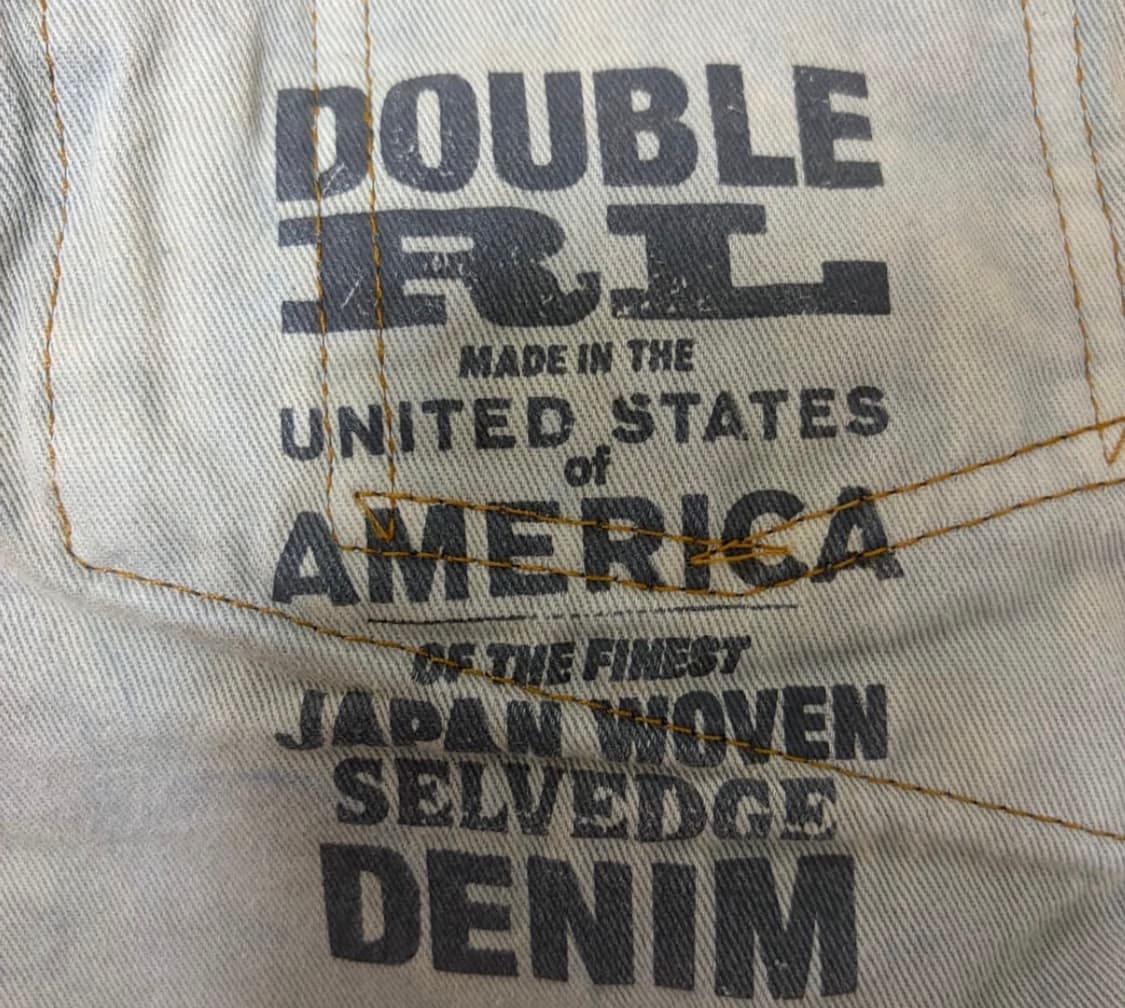 DOUBLE
RL
MADE IN THE
UNITED STATES
of
AMERICA
OF THE FINEST
JAPAN WOVEN
SELVEDGE
DENIM